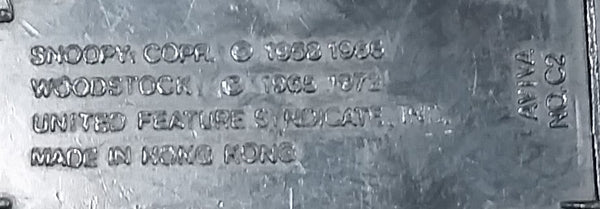 SNOOPY: COPR. © 1958 1966
WOODSTOCK: © 1965 1972
UNITED FEATURE SYNDICATE, INC.
MADE IN HONG KONG
AVIVA
NO. C2